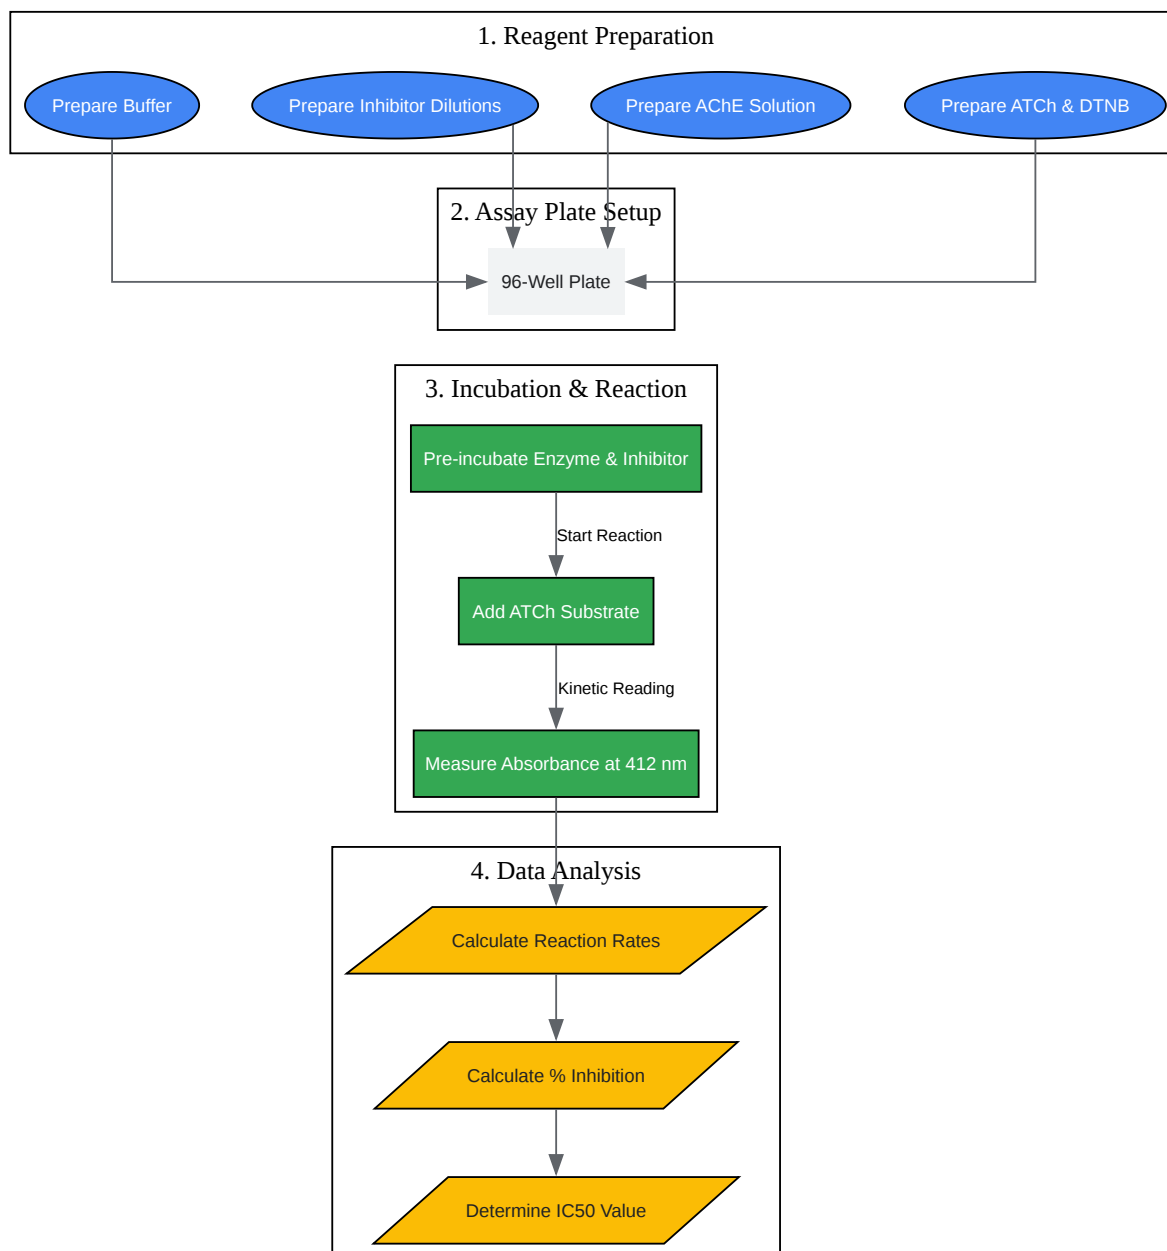 1. Reagent Preparation
Prepare Buffer
Prepare Inhibitor Dilutions
Prepare AChE Solution
Prepare ATCh & DTNB
2. Assay Plate Setup
96-Well Plate
3. Incubation & Reaction
Pre-incubate Enzyme & Inhibitor
Start Reaction
Add ATCh Substrate
Kinetic Reading
Measure Absorbance at 412 nm
4. Data Analysis
Calculate Reaction Rates
Calculate % Inhibition
Determine IC50 Value